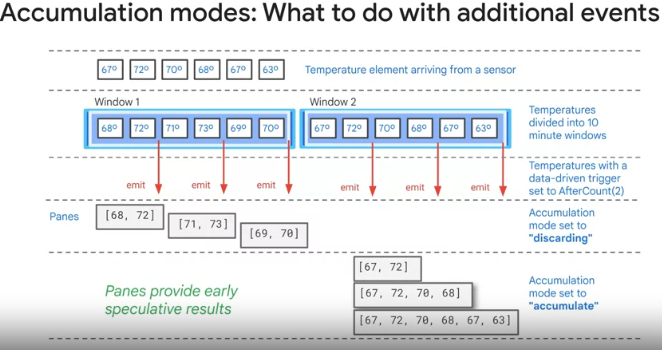 Accumulation modes: What to do with additional events
67º 72º 70º 68º 67º 63º
Temperature element arriving from a sensor
Window 1
Window 2
68º 72º 71º 73º 69º 70º
67º 72º 70º 68º 67º 63º
Temperatures
divided into 10
minute windows
emit emit emit emit emit emit
Temperatures with a
data-driven trigger
set to AfterCount(2)
Panes
[68, 72]
[71, 73]
[69, 70]
Accumulation
mode set to
"discarding"
Panes provide early
speculative results
[67, 72]
[67, 72, 70, 68]
[67, 72, 70, 68, 67, 63]
Accumulation
mode set to
"accumulate"